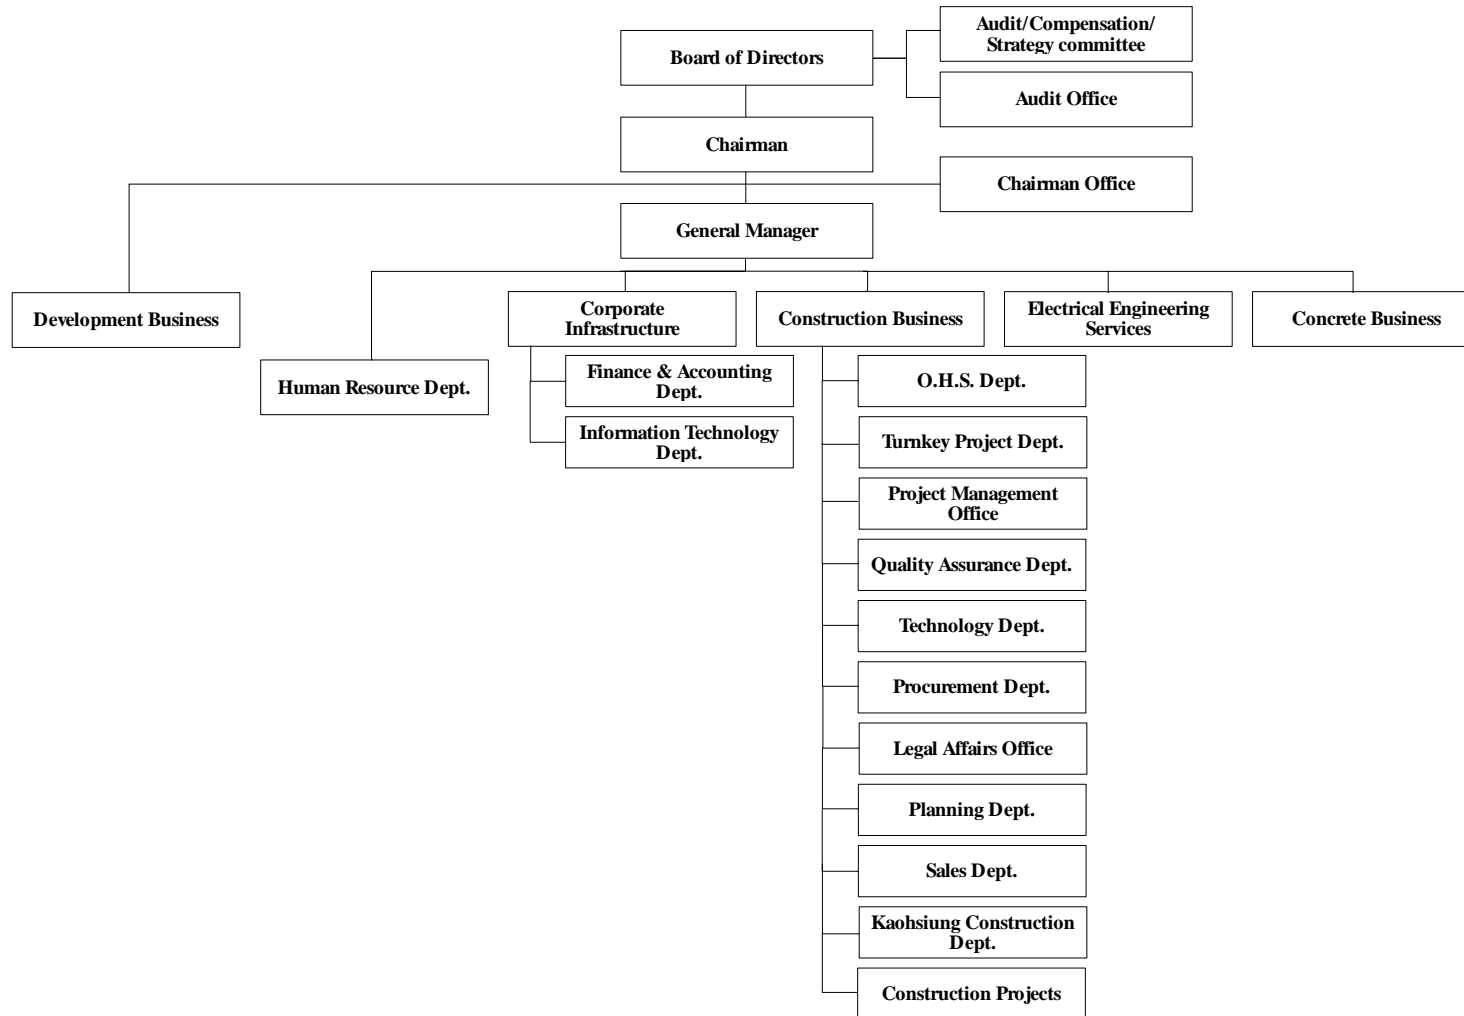 Audit/Compensation/
Strategy committee
Board of Directors
Audit Office
Chairman
Chairman Office
General Manager
Development Business
Corporate
Infrastructure
Construction Business
Electrical Engineering
Services
Concrete Business
Human Resource Dept.
Finance & Accounting
Dept.
Information Technology
Dept.
O.H.S. Dept.
Turnkey Project Dept.
Project Management
Office
Quality Assurance Dept.
Technology Dept.
Procurement Dept.
Legal Affairs Office
Planning Dept.
Sales Dept.
Kaohsiung Construction
Dept.
Construction Projects